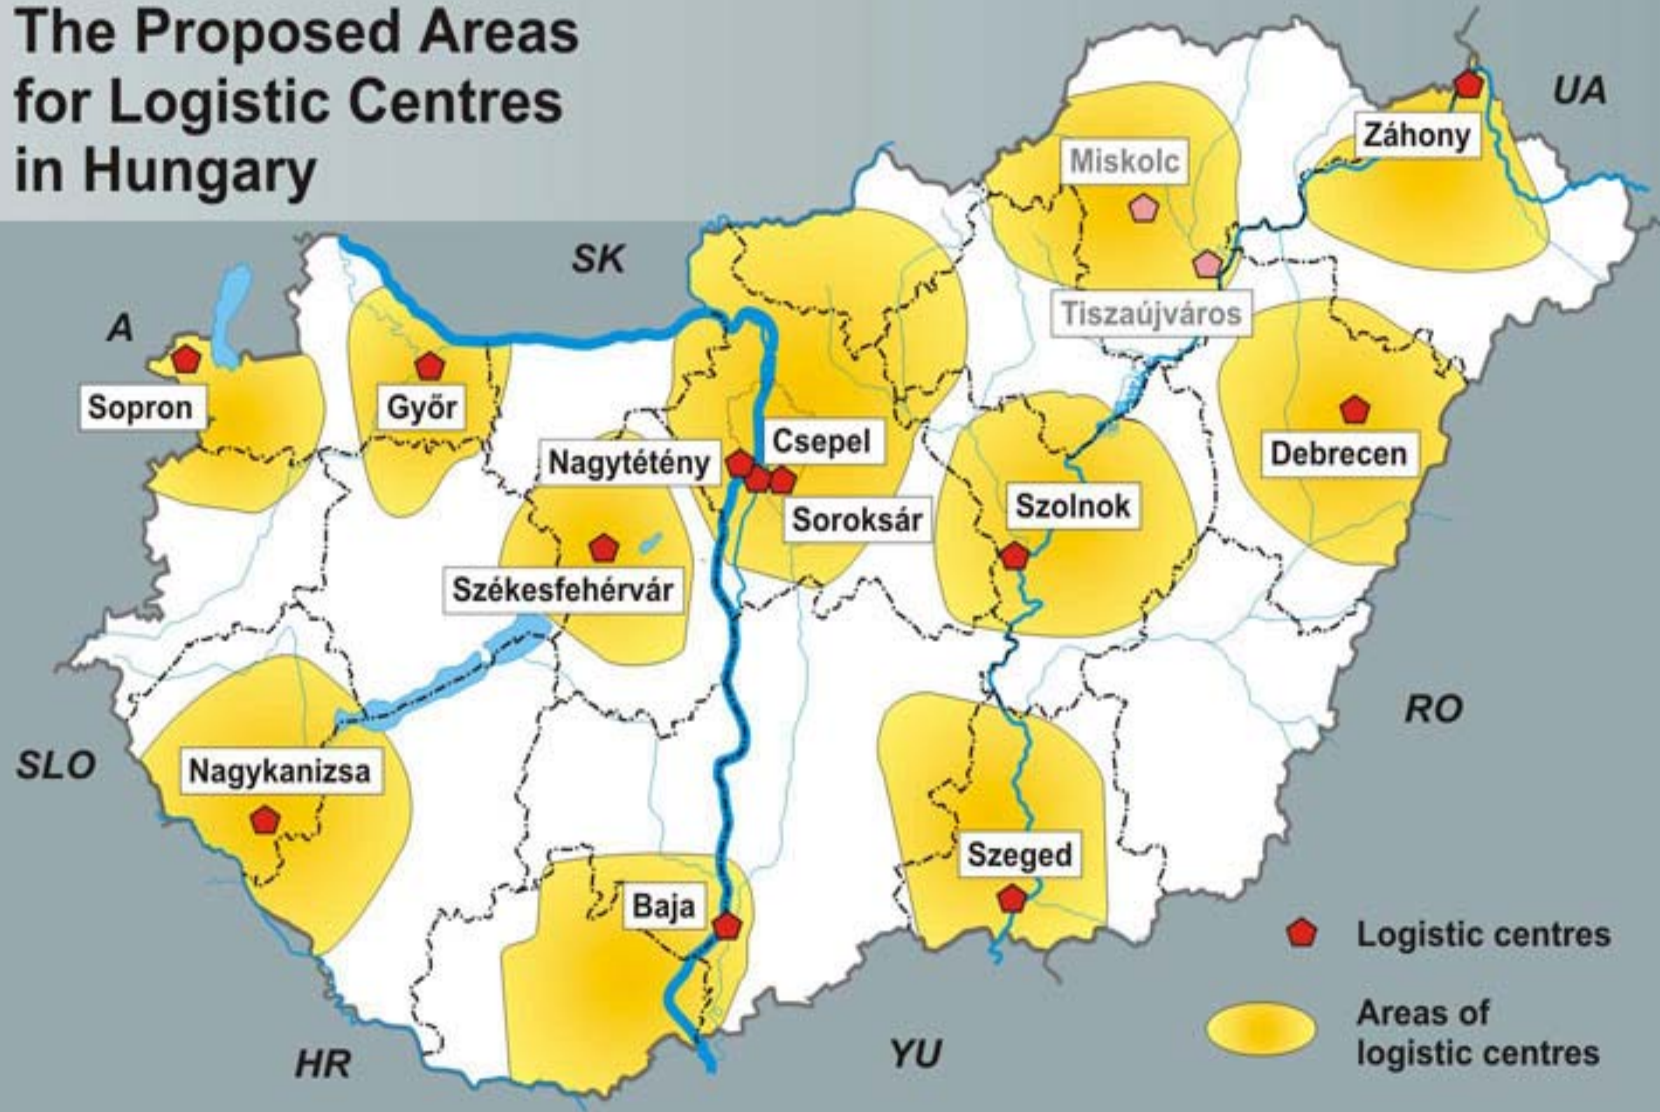 The Proposed Areas
for Logistic Centres
in Hungary
UA
Záhony
Miskolc
SK
Tiszaújváros
A
Sopron
Győr
Csepel
Nagytétény
Debrecen
Szolnok
Soroksár
Székesfehérvár
RO
SLO
Nagykanizsa
Szeged
Baja
Logistic centres
Areas of
logistic centres
YU
HR